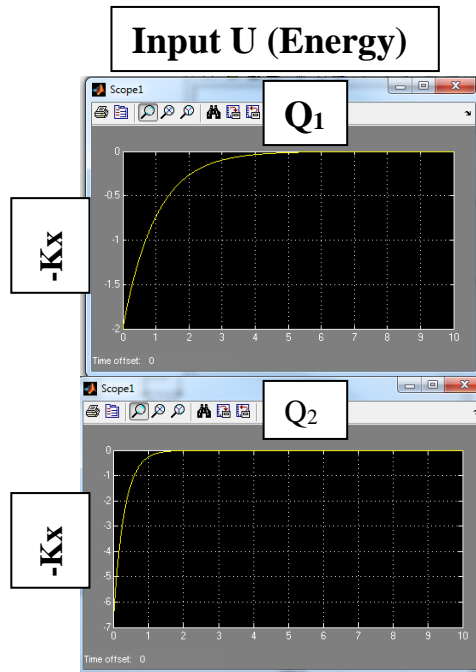 Input U (Energy)
Scope1
Q1
-Kx
0
-0.5
-1
-1.5
-2
0 1 2 3 4 5 6 7 8 9 10
Time offset: 0
Scope1
Q2
-Kx
0
-1
-2
-3
-4
-5
-6
-7
0 1 2 3 4 5 6 7 8 9 10
Time offset: 0